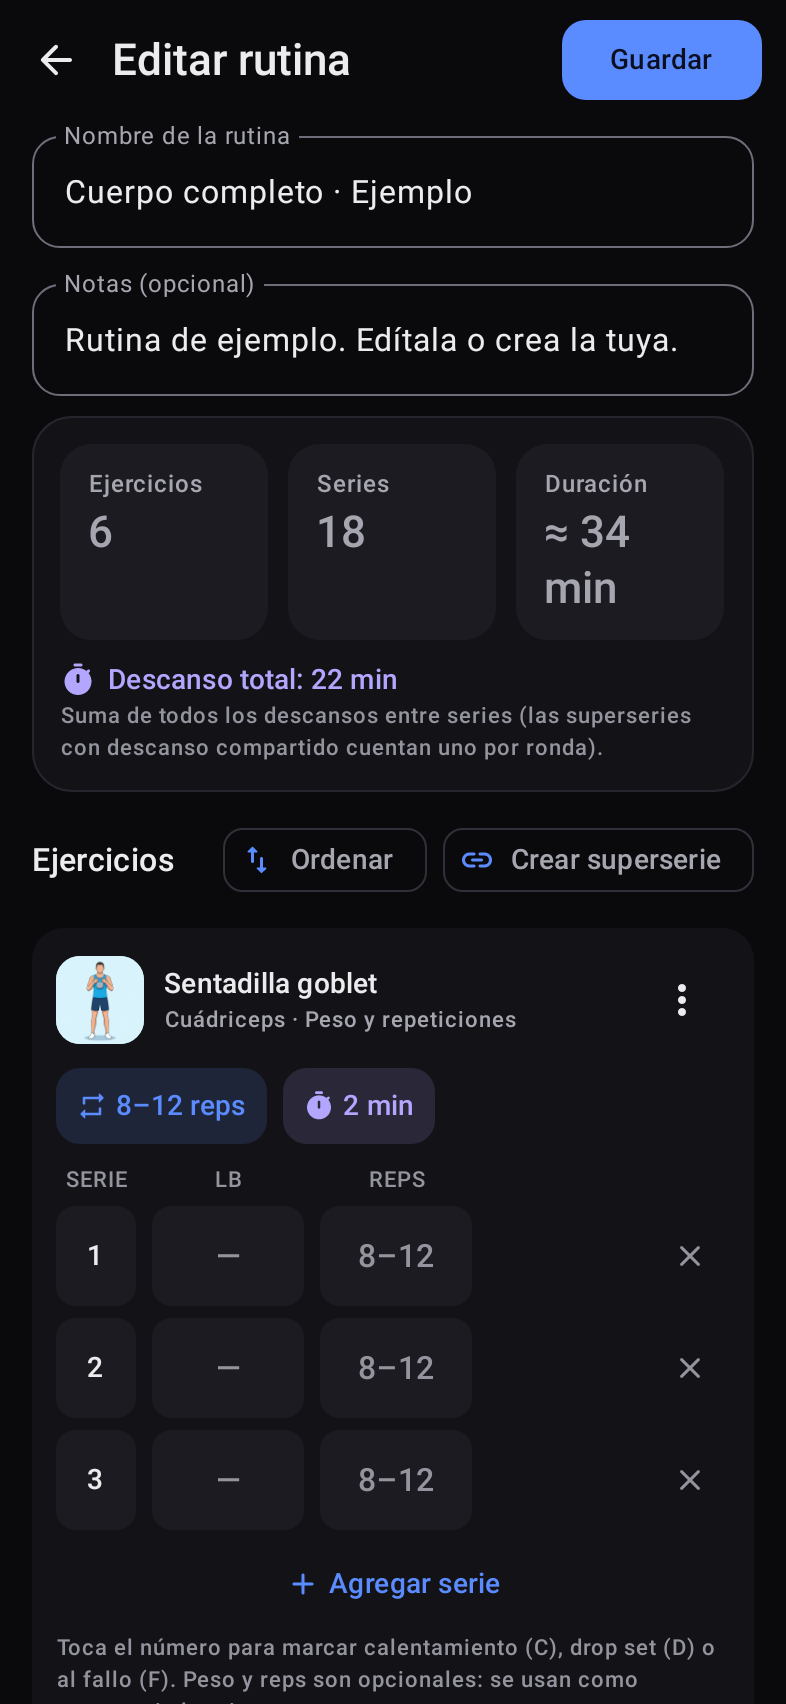 Editar rutina
Guardar
Nombre de la rutina
Cuerpo completo · Ejemplo
Notas (opcional)
Rutina de ejemplo. Edítala o crea la tuya.
Ejercicios
6
Series
18
Duración
≈ 34
min
Descanso total: 22 min
Suma de todos los descansos entre series (las superseries
con descanso compartido cuentan uno por ronda).
Ejercicios
Ordenar
Crear superserie
Sentadilla goblet
Cuádriceps · Peso y repeticiones
8–12 reps
2 min
SERIE LB REPS
1 — 8–12
2 — 8–12
3 — 8–12
+ Agregar serie
Toca el número para marcar calentamiento (C), drop set (D) o
al fallo (F). Peso y reps son opcionales: se usan como